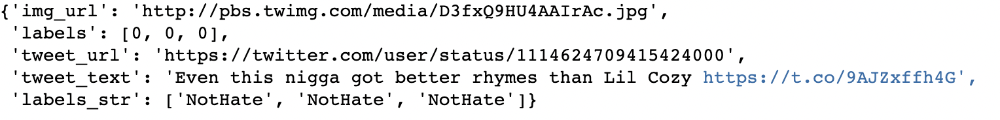 {'img_url': 'http://pbs.twimg.com/media/D3fxQ9HU4AAIrAc.jpg',
'labels': [0, 0, 0],
'tweet_url': 'https://twitter.com/user/status/1114624709415424000',
'tweet_text': 'Even this nigga got better rhymes than Lil Cozy https://t.co/9AJZxffh4G',
'labels_str': ['NotHate', 'NotHate', 'NotHate']}